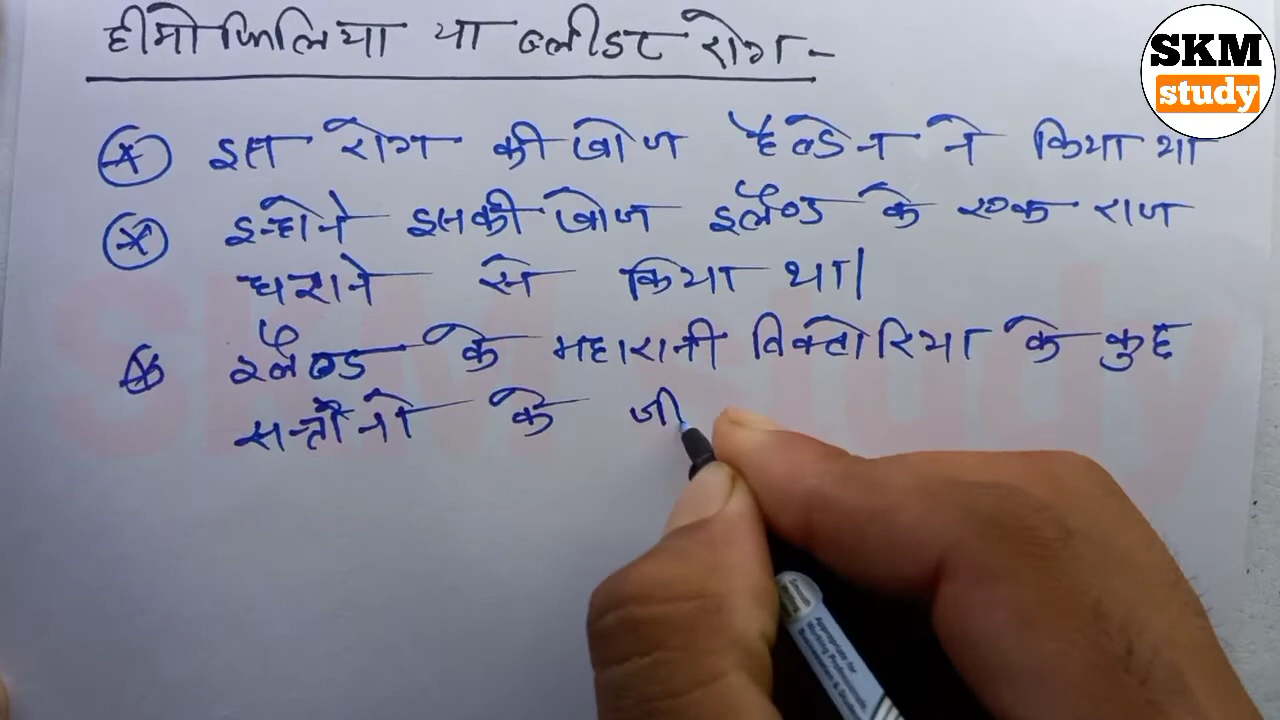 हीमोफिलिया या ब्लीडर रोग -
SKM
study
इस रोग की खोज हैल्डेन ने किया था
इन्होने इसकी खोज इंग्लैण्ड के एक राज
घराने से किया था।
इंग्लैण्ड के महारानी विक्टोरिया के कुछ
सन्तानो के जी